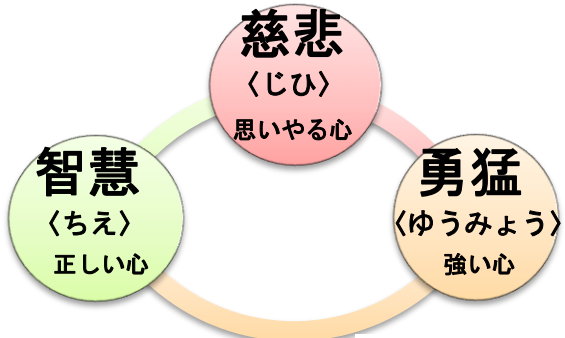 慈悲
〈じひ〉
思いやる心
智慧
〈ちえ〉
正しい心
勇猛
〈ゆうみょう〉
強い心